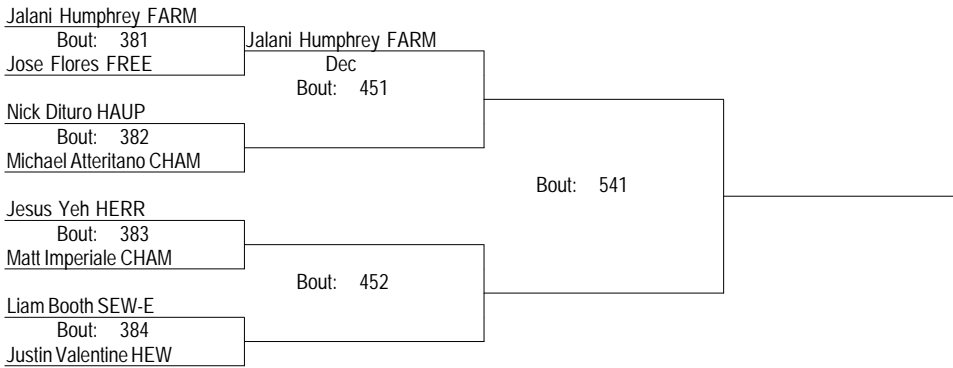 Jalani Humphrey FARM
Bout: 381
Jose Flores FREE
Jalani Humphrey FARM
Dec
Bout: 451
Nick Dituro HAUP
Bout: 382
Michael Atteritano CHAM
Bout: 541
Jesus Yeh HERR
Bout: 383
Matt Imperiale CHAM
Bout: 452
Liam Booth SEW-E
Bout: 384
Justin Valentine HEW